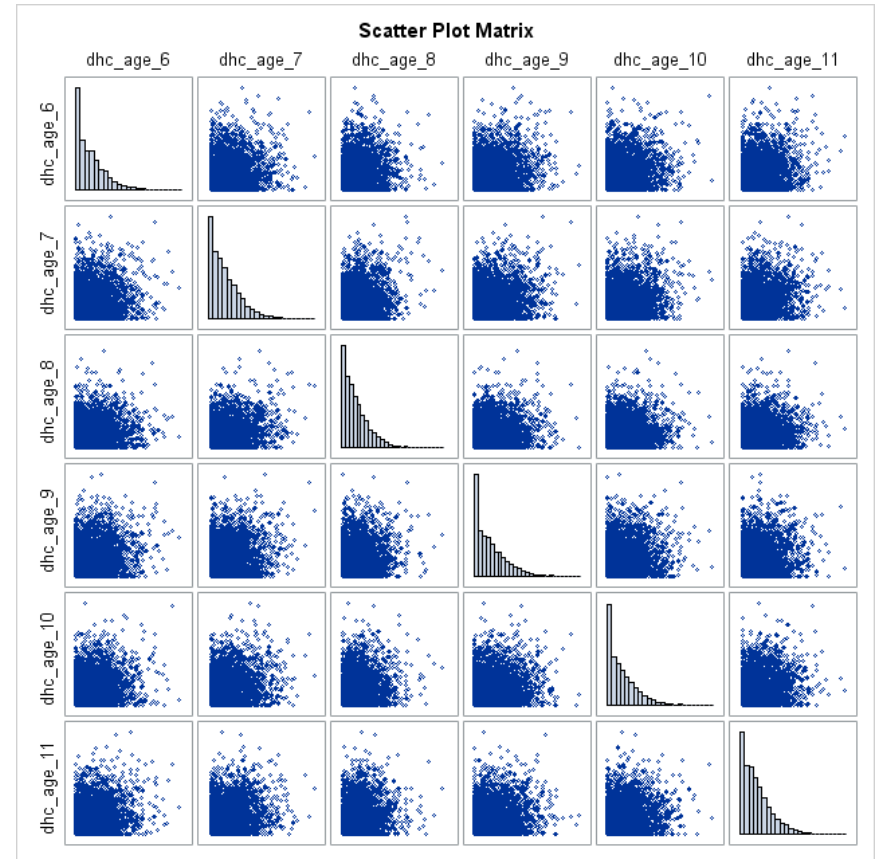 Scatter Plot Matrix
dhc_age_6 dhc_age_7 dhc_age_8 dhc_age_9 dhc_age_10 dhc_age_11
dhc_age_6
dhc_age_7
dhc_age_8
dhc_age_9
dhc_age_10
dhc_age_11